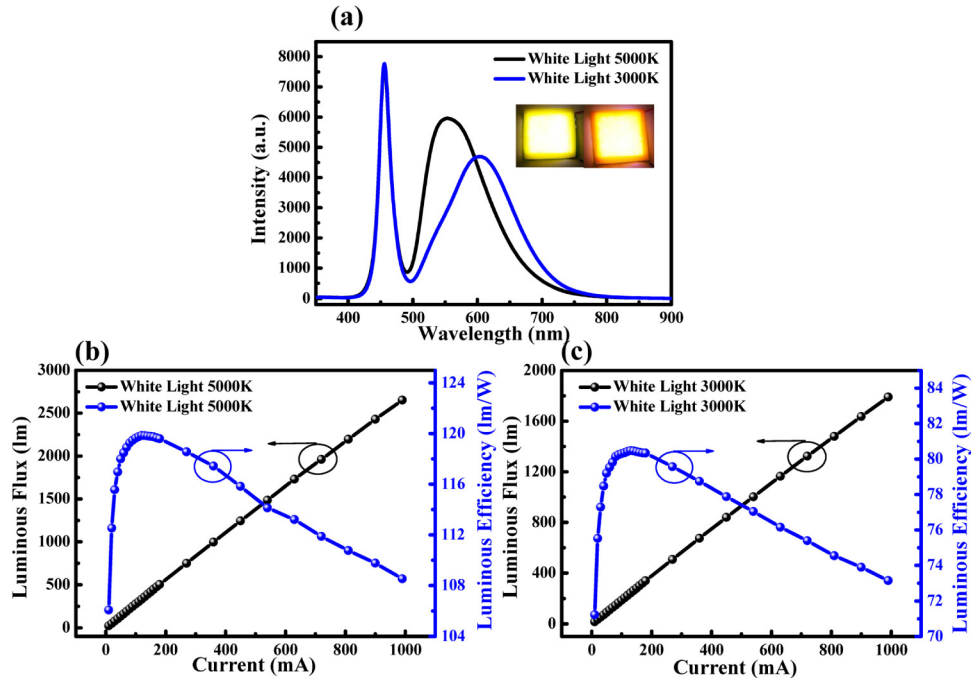 (a)
8000
7000
6000
5000
4000
3000
2000
1000
0
Intensity (a.u.)
White Light 5000K
White Light 3000K
400 500 600 700 800 900
Wavelength (nm)
(b)
3000
2500
2000
1500
1000
500
0
Luminous Flux (lm)
White Light 5000K
White Light 5000K
124
120
116
112
108
104
Luminous Efficiency (lm/W)
0 200 400 600 800 1000
Current (mA)
(c)
2000
1600
1200
800
400
0
Luminous Flux (lm)
White Light 3000K
White Light 3000K
84
82
80
78
76
74
72
70
Luminous Efficiency (lm/W)
0 200 400 600 800 1000
Current (mA)